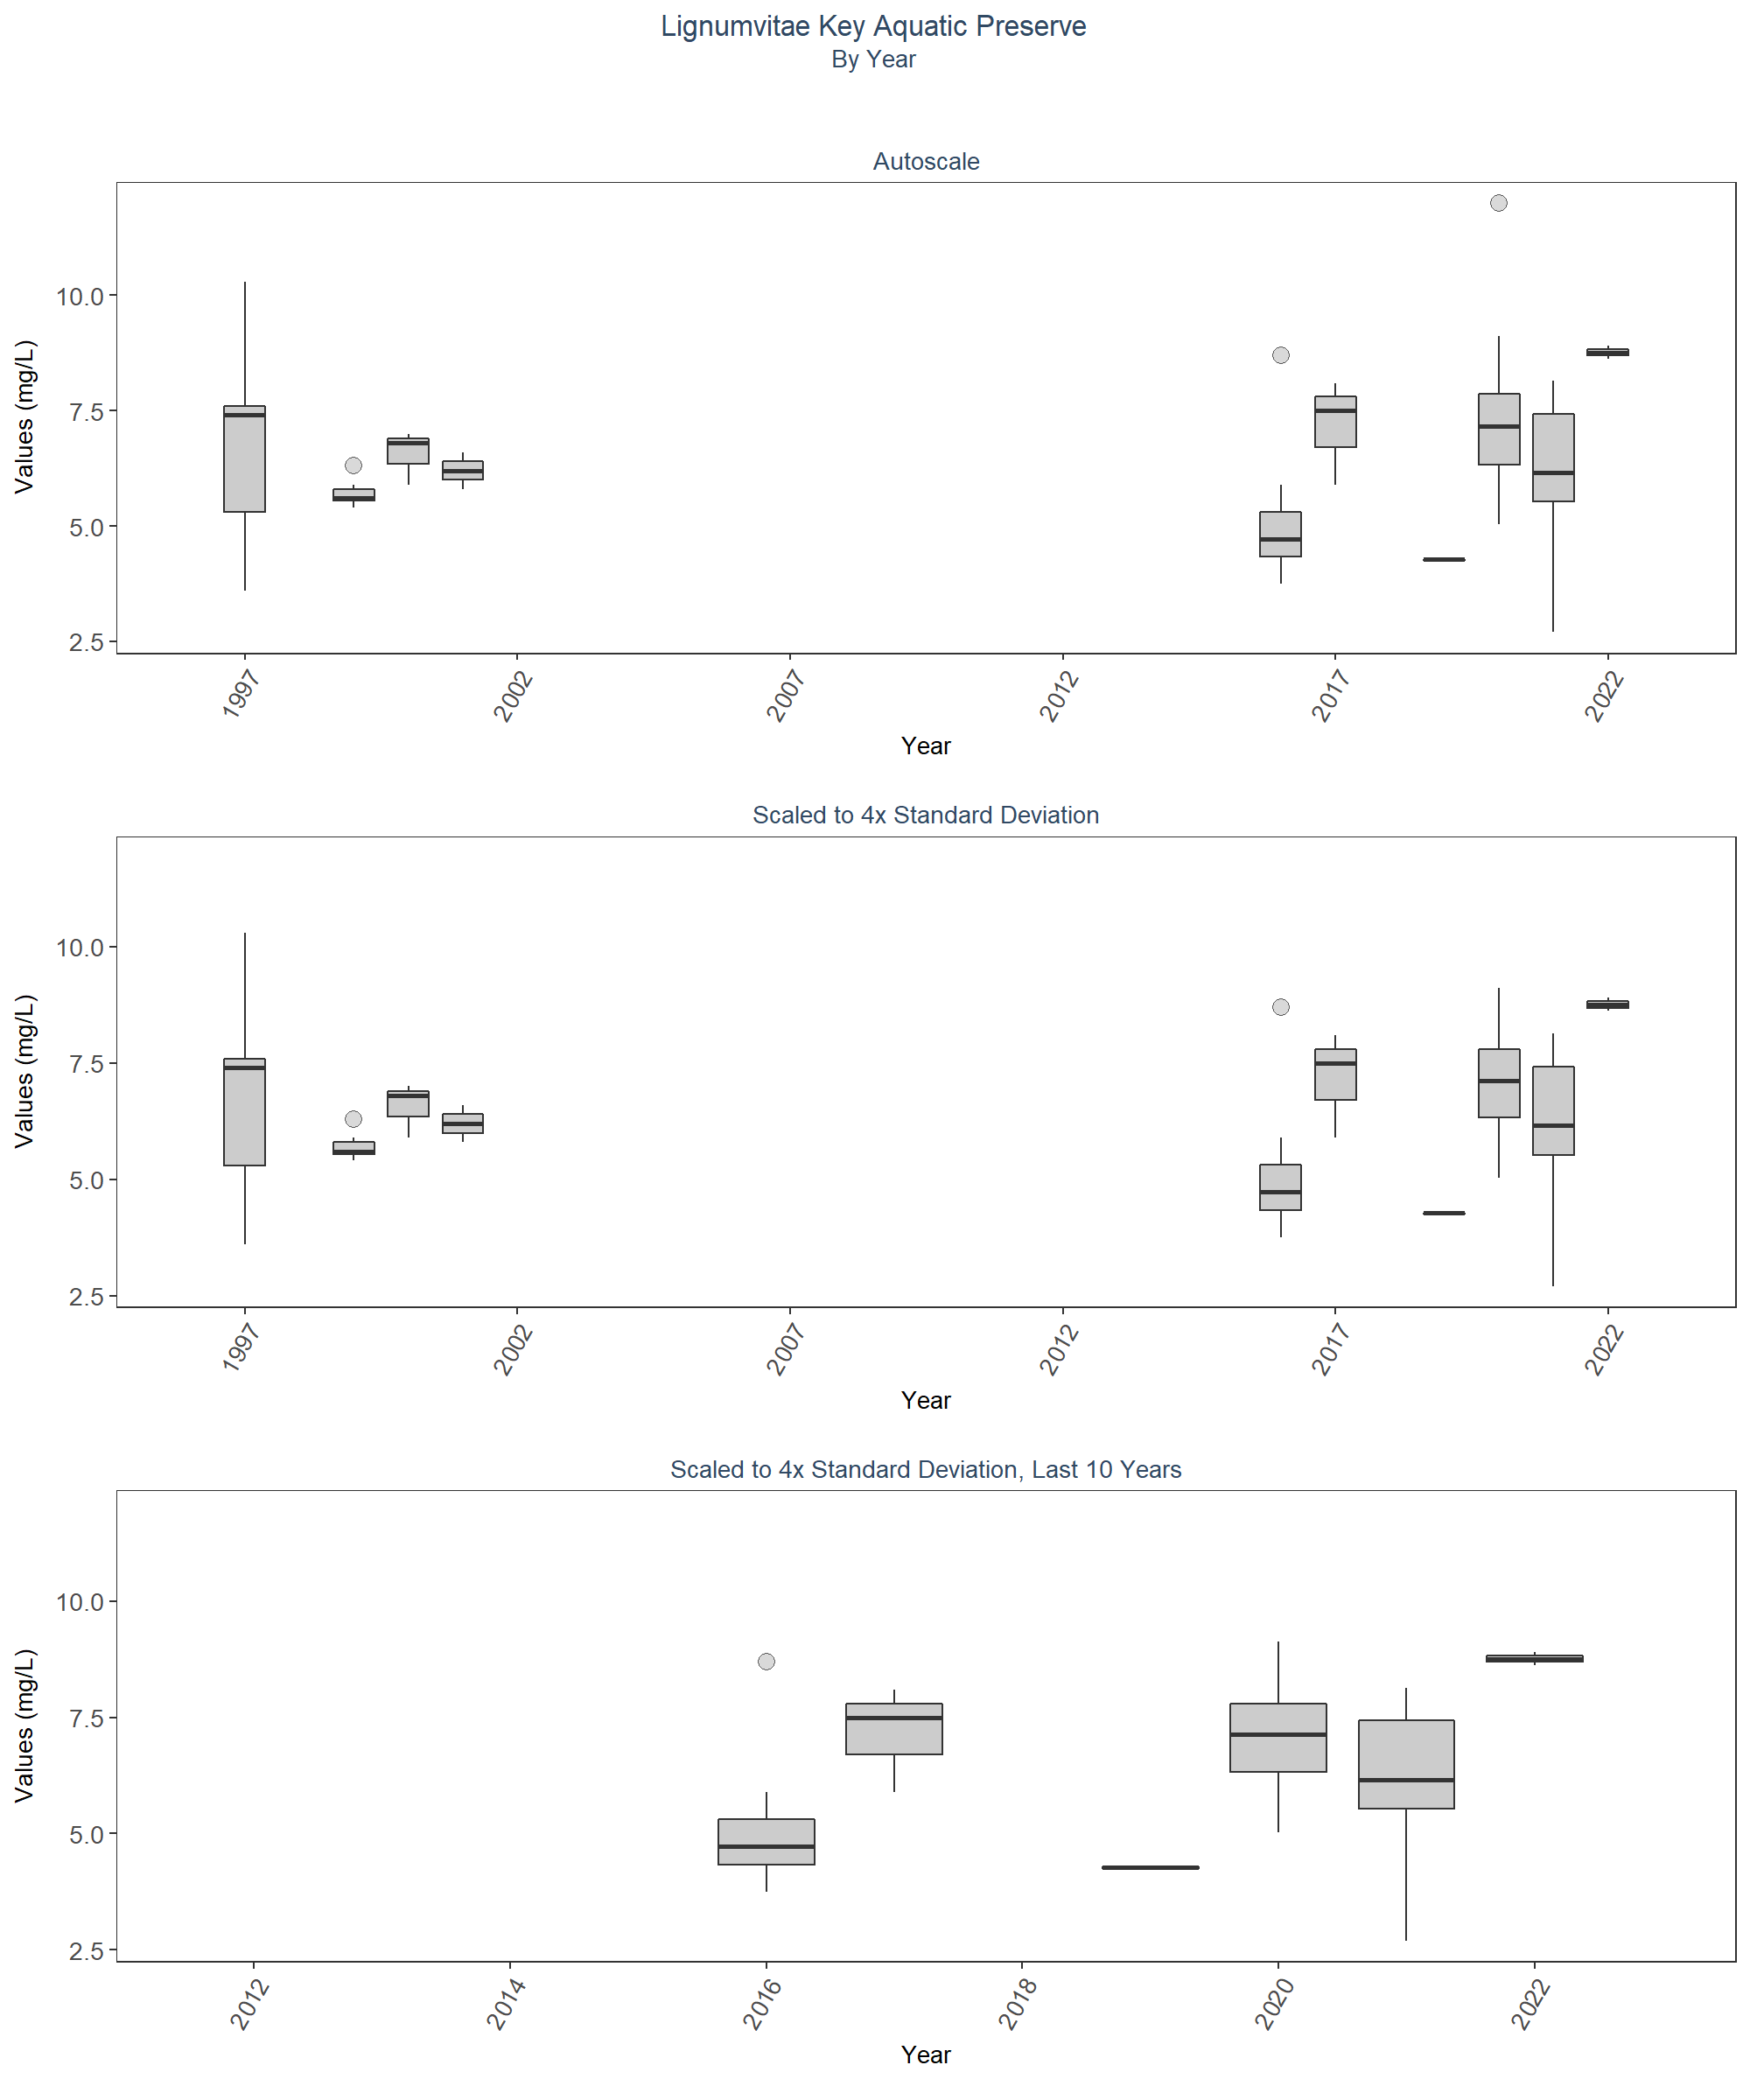 Lignumvitae Key Aquatic Preserve
By Year
Autoscale
Values (mg/L)
10.0
7.5
5.0
2.5
1997 2002 2007 2012 2017 2022
Year
Scaled to 4x Standard Deviation
Values (mg/L)
10.0
7.5
5.0
2.5
1997 2002 2007 2012 2017 2022
Year
Scaled to 4x Standard Deviation, Last 10 Years
Values (mg/L)
10.0
7.5
5.0
2.5
2012 2014 2016 2018 2020 2022
Year